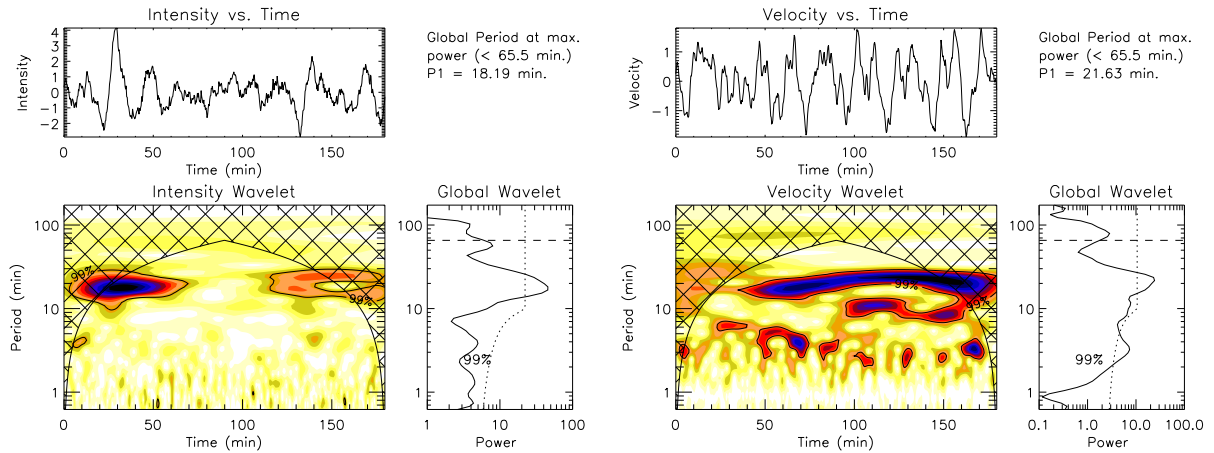 Intensity vs. Time
Intensity
4
3
2
1
0
−1
−2
0 50 100 150
Time (min)
Global Period at max.
power (< 65.5 min.)
P1 = 18.19 min.
Velocity vs. Time
Velocity
1
0
−1
0 50 100 150
Time (min)
Global Period at max.
power (< 65.5 min.)
P1 = 21.63 min.
Intensity Wavelet
Period (min)
100
10
1
99%
99%
0 50 100 150
Time (min)
Global Wavelet
100
10
1
99%
1 10 100
Power
Velocity Wavelet
Period (min)
100
10
1
99%
99%
0 50 100 150
Time (min)
Global Wavelet
100
10
1
99%
0.1 1.0 10.0 100.0
Power